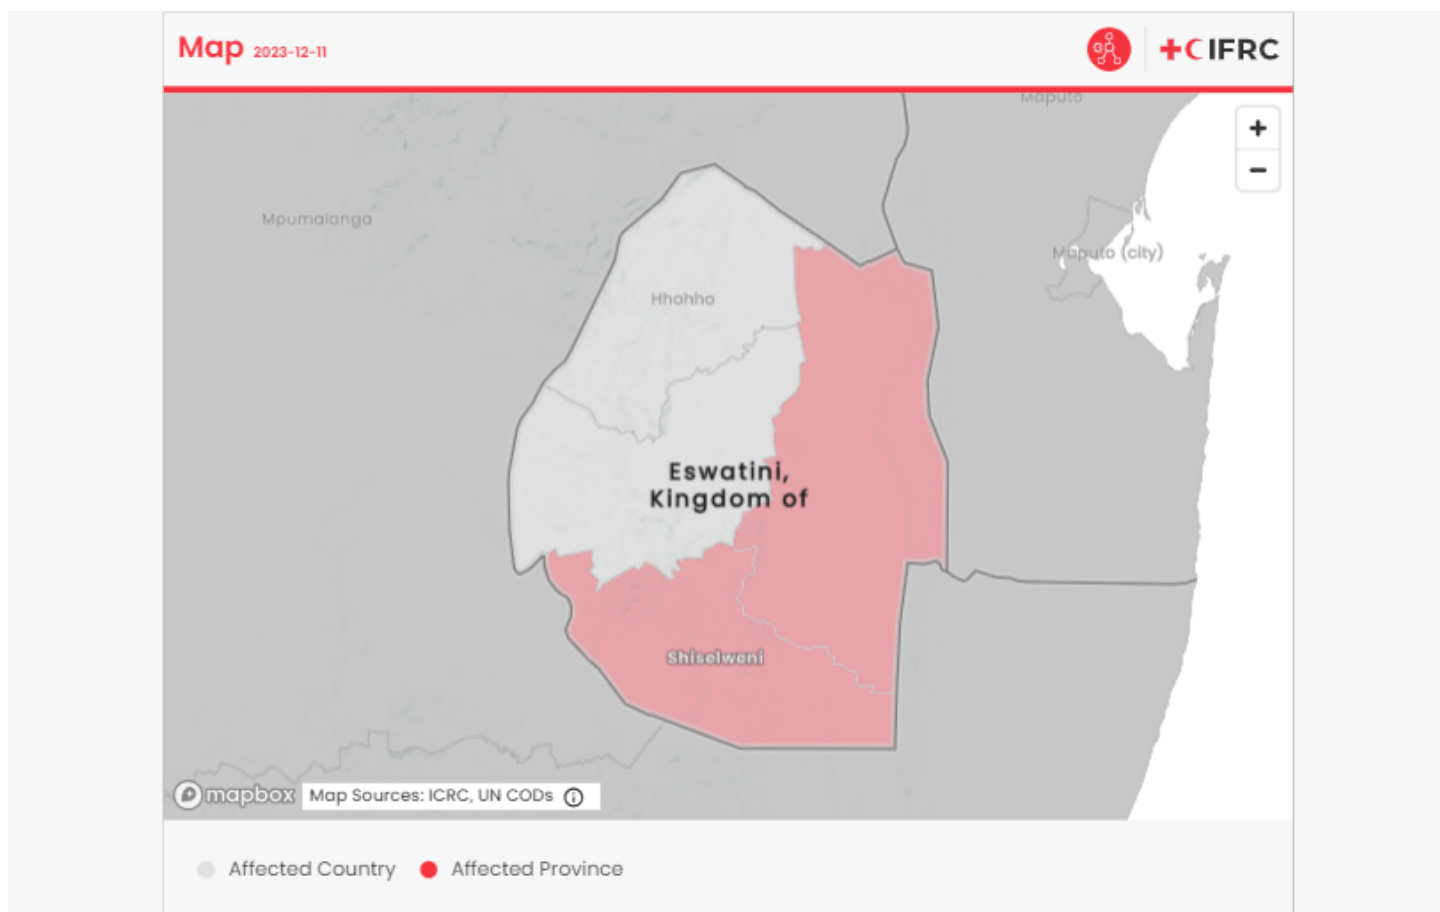 Map 2023-12-11
IFRC
Maputo
+
−
Mpumalanga
Maputo (city)
Hhohho
Eswatini,
Kingdom of
Shiselweni
mapbox
Map Sources: ICRC, UN CODs
Affected Country
Affected Province